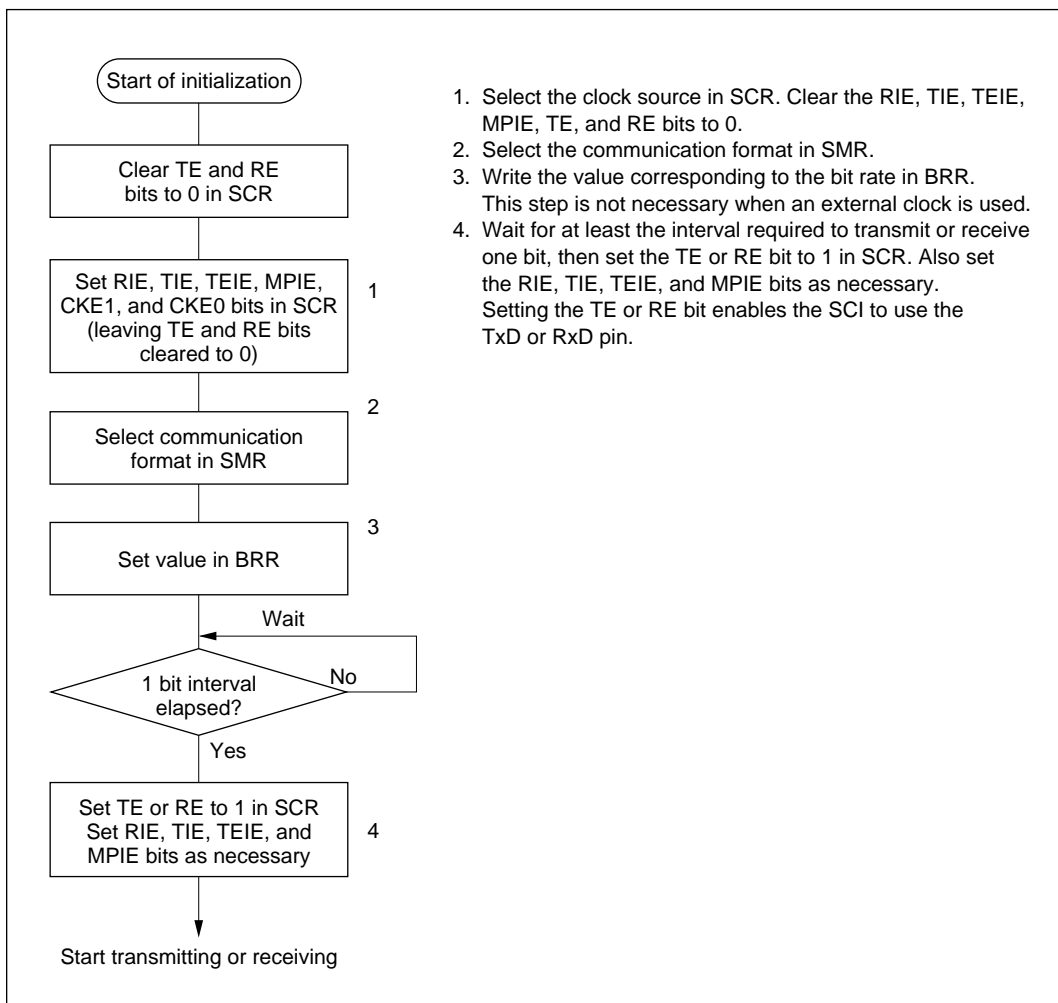 Start of initialization
Clear TE and RE
bits to 0 in SCR
Set RIE, TIE, TEIE, MPIE,
CKE1, and CKE0 bits in SCR
(leaving TE and RE bits
cleared to 0)
1
2
Select communication
format in SMR
3
Set value in BRR
Wait
1 bit interval
elapsed?
No
Yes
Set TE or RE to 1 in SCR
Set RIE, TIE, TEIE, and
MPIE bits as necessary
4
Start transmitting or receiving
1. Select the clock source in SCR. Clear the RIE, TIE, TEIE,
MPIE, TE, and RE bits to 0.
2. Select the communication format in SMR.
3. Write the value corresponding to the bit rate in BRR.
This step is not necessary when an external clock is used.
4. Wait for at least the interval required to transmit or receive
one bit, then set the TE or RE bit to 1 in SCR. Also set
the RIE, TIE, TEIE, and MPIE bits as necessary.
Setting the TE or RE bit enables the SCI to use the
TxD or RxD pin.